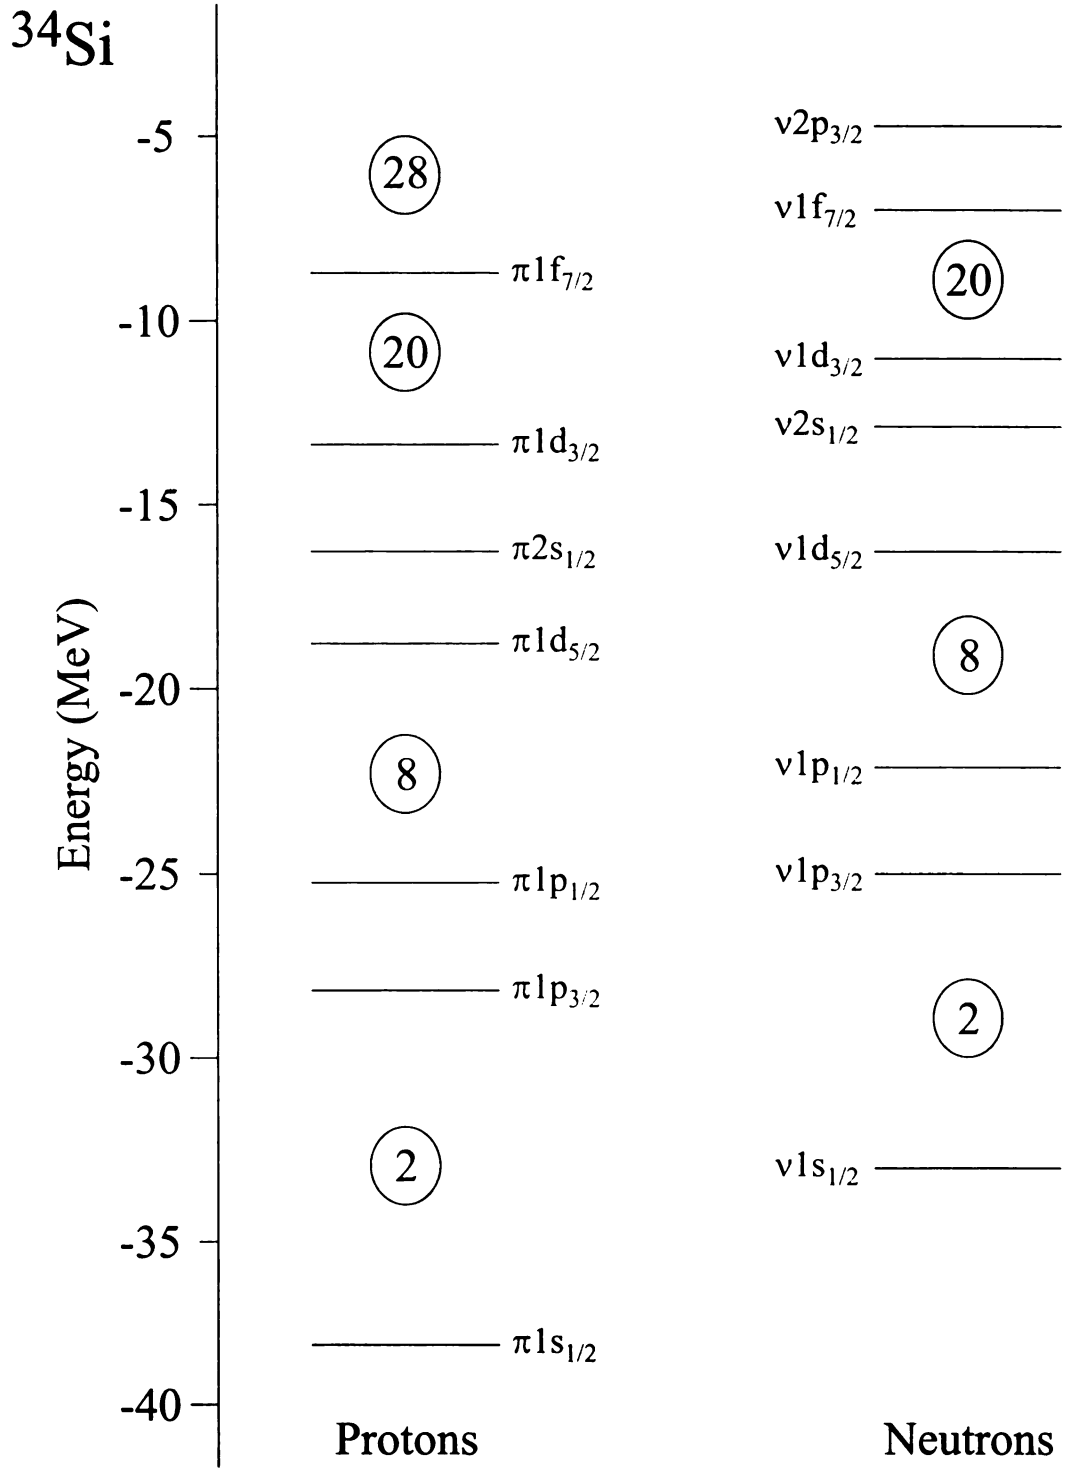 ³⁴Si
Energy (MeV)
-5
-10
-15
-20
-25
-30
-35
-40
28
π1f₇/₂
20
π1d₃/₂
π2s₁/₂
π1d₅/₂
8
π1p₁/₂
π1p₃/₂
2
π1s₁/₂
Protons
ν2p₃/₂
ν1f₇/₂
20
ν1d₃/₂
ν2s₁/₂
ν1d₅/₂
8
ν1p₁/₂
ν1p₃/₂
2
ν1s₁/₂
Neutrons